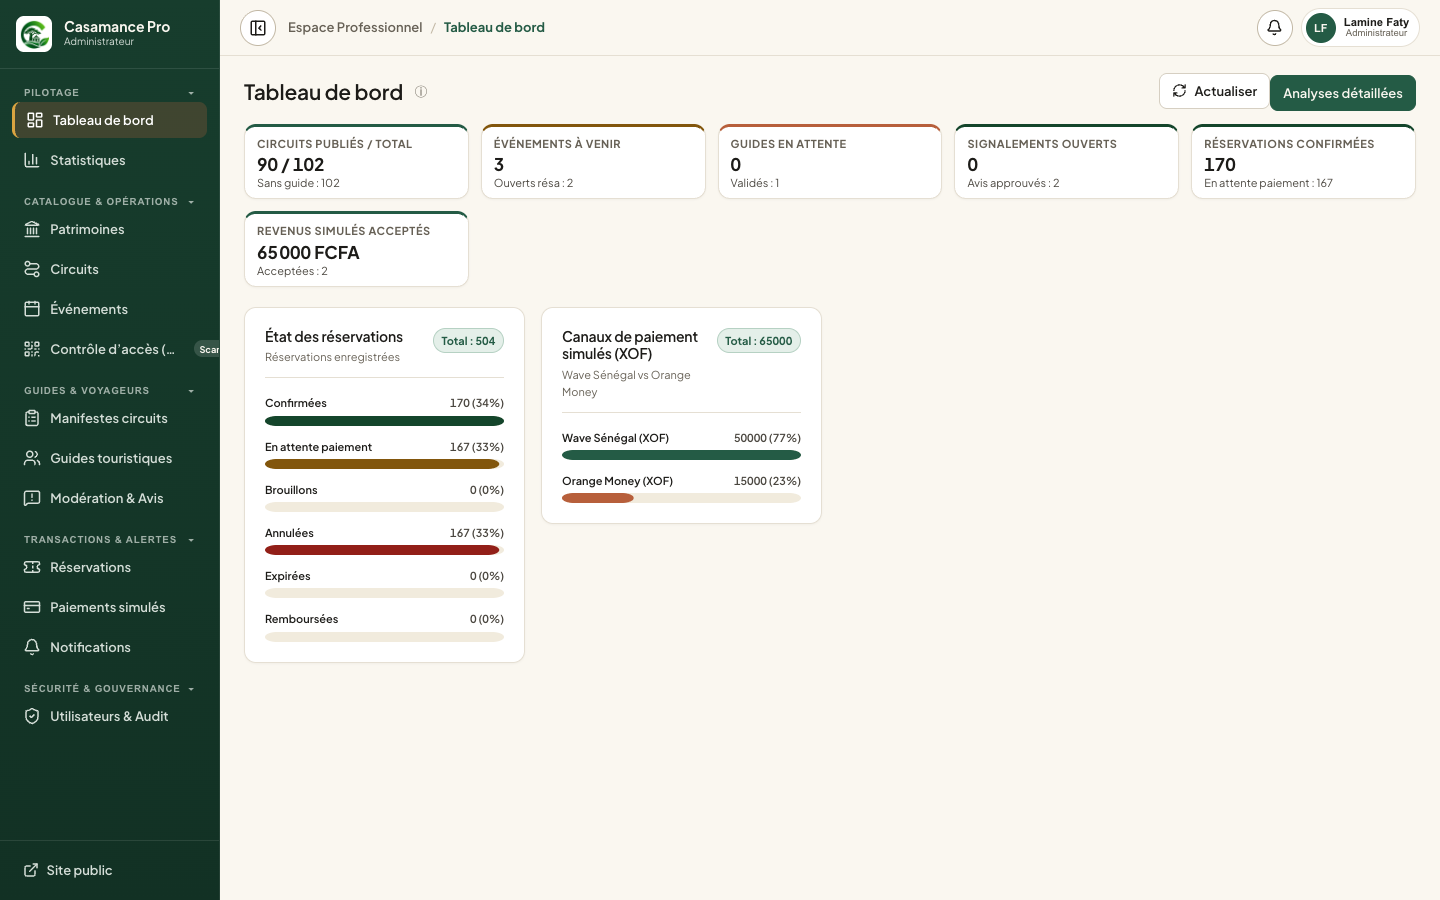 Casamance Pro
Administrateur
PILOTAGE
Tableau de bord
Statistiques
CATALOGUE & OPÉRATIONS
Patrimoines
Circuits
Événements
Contrôle d'accès (... Scan
GUIDES & VOYAGEURS
Manifestes circuits
Guides touristiques
Modération & Avis
TRANSACTIONS & ALERTES
Réservations
Paiements simulés
Notifications
SÉCURITÉ & GOUVERNANCE
Utilisateurs & Audit
Site public
Espace Professionnel / Tableau de bord
LF
Lamine Faty
Administrateur
Tableau de bord
Actualiser
Analyses détaillées
CIRCUITS PUBLIÉS / TOTAL
90 / 102
Sans guide : 102
ÉVÉNEMENTS À VENIR
3
Ouverts résa : 2
GUIDES EN ATTENTE
0
Validés : 1
SIGNALEMENTS OUVERTS
0
Avis approuvés : 2
RÉSERVATIONS CONFIRMÉES
170
En attente paiement : 167
REVENUS SIMULÉS ACCEPTÉS
65 000 FCFA
Acceptées : 2
État des réservations
Réservations enregistrées
Total : 504
Confirmées 170 (34%)
En attente paiement 167 (33%)
Brouillons 0 (0%)
Annulées 167 (33%)
Expirées 0 (0%)
Remboursées 0 (0%)
Canaux de paiement
simulés (XOF)
Wave Sénégal vs Orange
Money
Total : 65000
Wave Sénégal (XOF) 50000 (77%)
Orange Money (XOF) 15000 (23%)